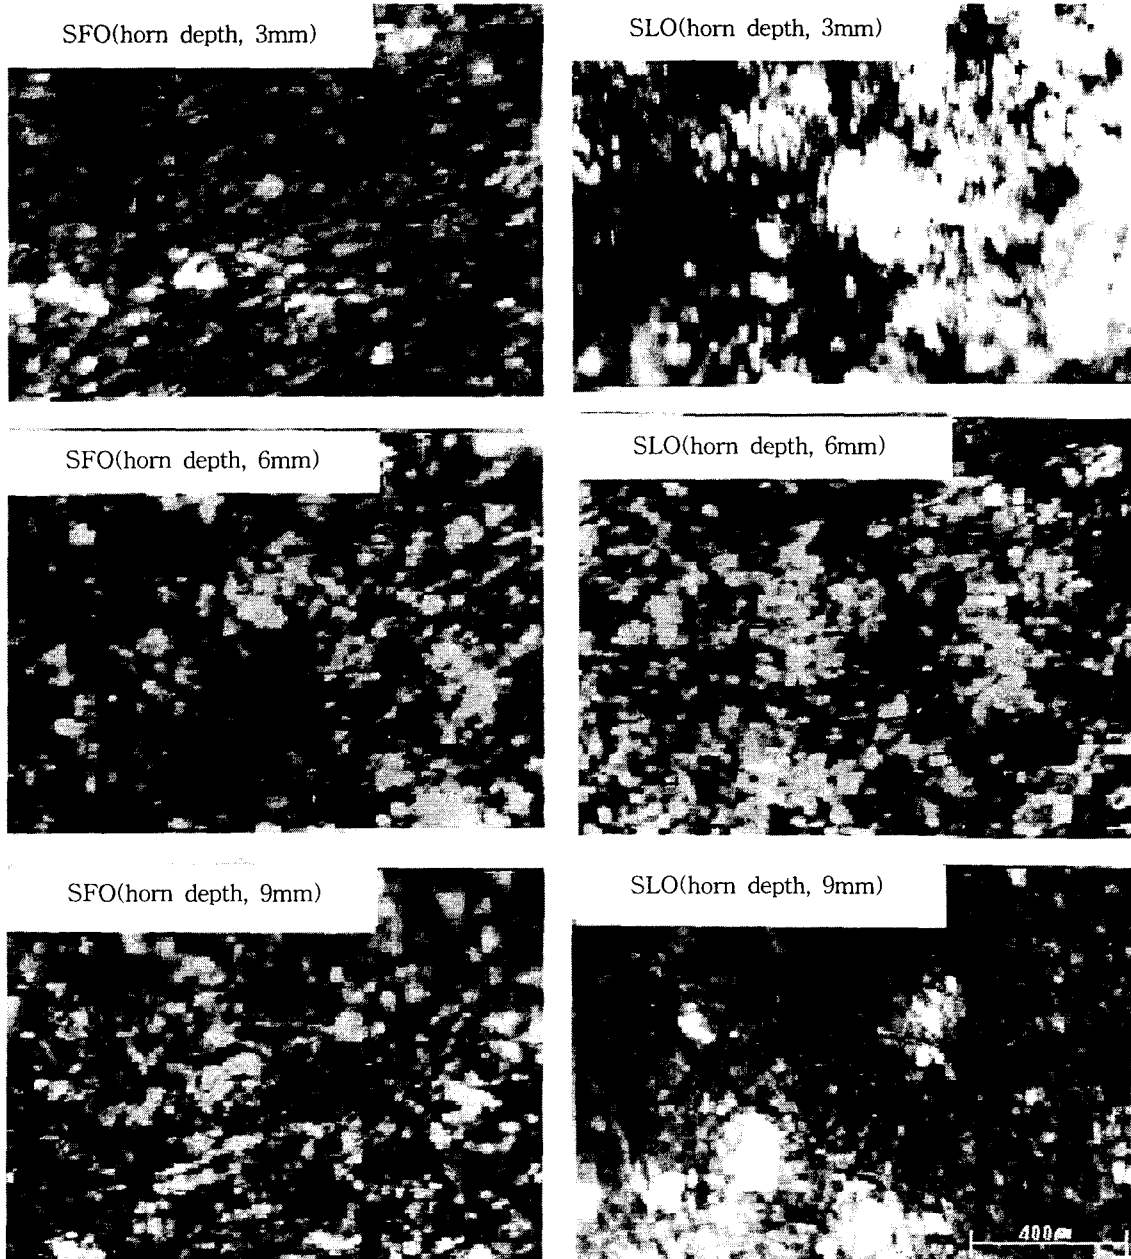 SFO(horn depth, 3mm)
SLO(horn depth, 3mm)
SFO(horn depth, 6mm)
SLO(horn depth, 6mm)
SFO(horn depth, 9mm)
SLO(horn depth, 9mm)
400㎛